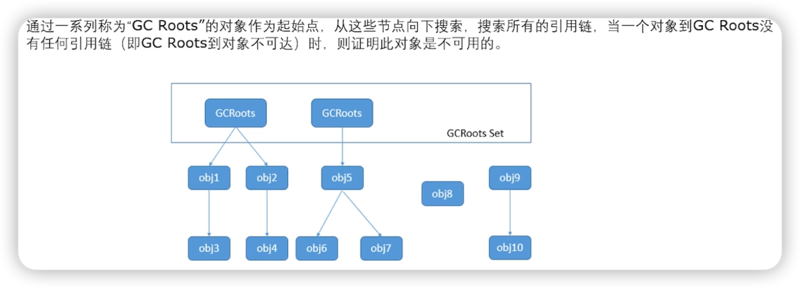 通过一系列称为“GC Roots”的对象作为起始点，从这些节点向下搜索，搜索所有的引用链，当一个对象到GC Roots没
有任何引用链（即GC Roots到对象不可达）时，则证明此对象是不可用的。
GCRoots GCRoots
GCRoots Set
obj1 obj2 obj5 obj8 obj9
obj3 obj4 obj6 obj7 obj10